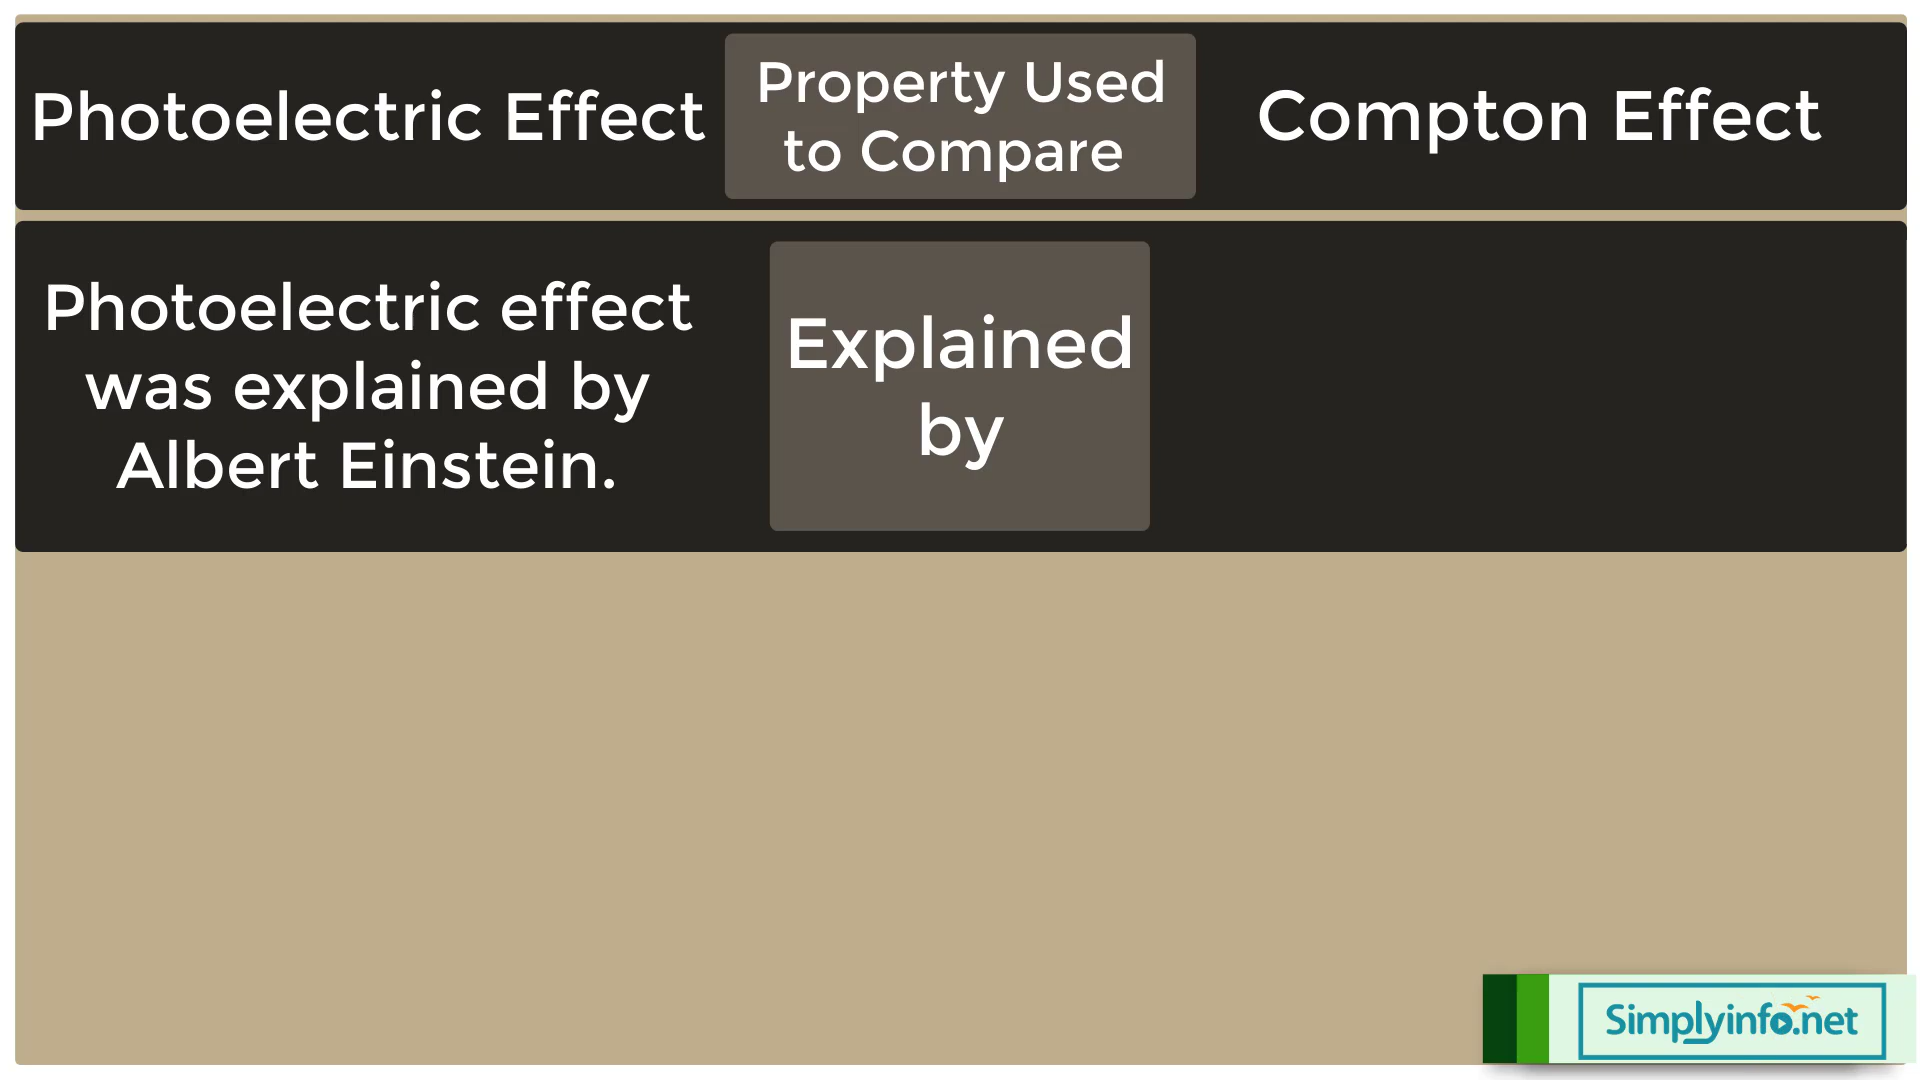 Photoelectric Effect
Property Used
to Compare
Compton Effect
Photoelectric effect
was explained by
Albert Einstein.
Explained
by
Simplyinfo.net